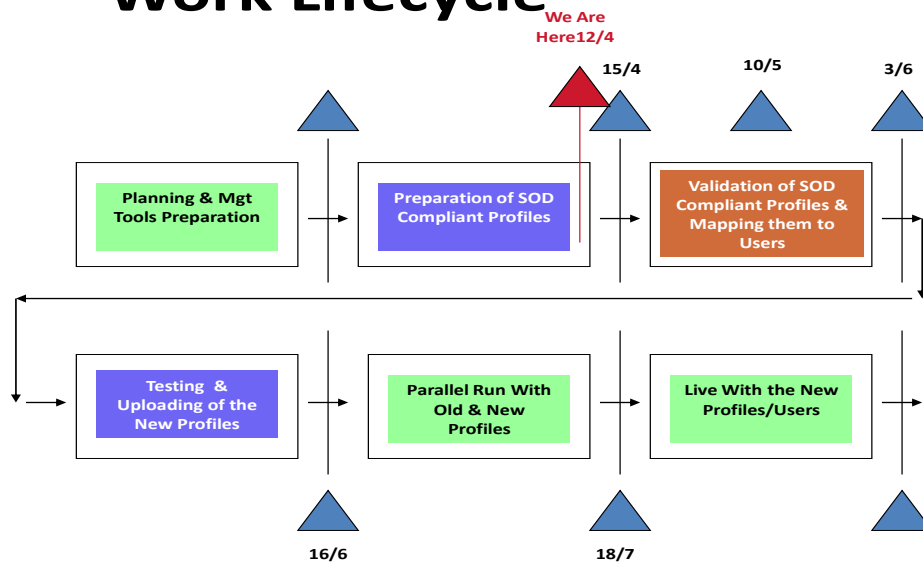 Work Lifecycle
We Are
Here12/4
15/4
10/5
3/6
Planning & Mgt
Tools Preparation
Preparation of SOD
Compliant Profiles
Validation of SOD
Compliant Profiles &
Mapping them to
Users
Testing &
Uploading of the
New Profiles
Parallel Run With
Old & New
Profiles
Live With the New
Profiles/Users
16/6
18/7